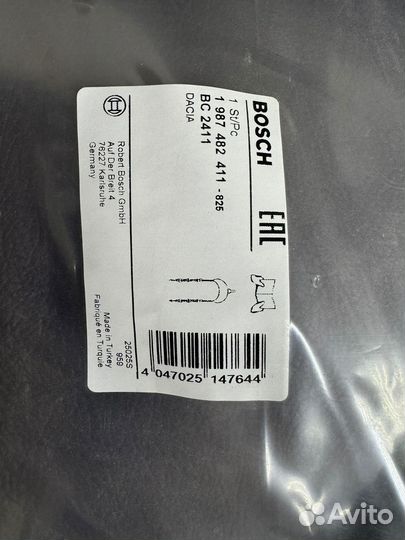 BOSCH
EAC
1 St/Pc
1 987 482 411 - 825
BC 2411
DACIA
Robert Bosch GmbH
Auf Der Breit 4
76227 Karlsruhe
Germany
Made in Turkey
Fabriqué en Turquie
25025S
959
4 047025 147644
Avito